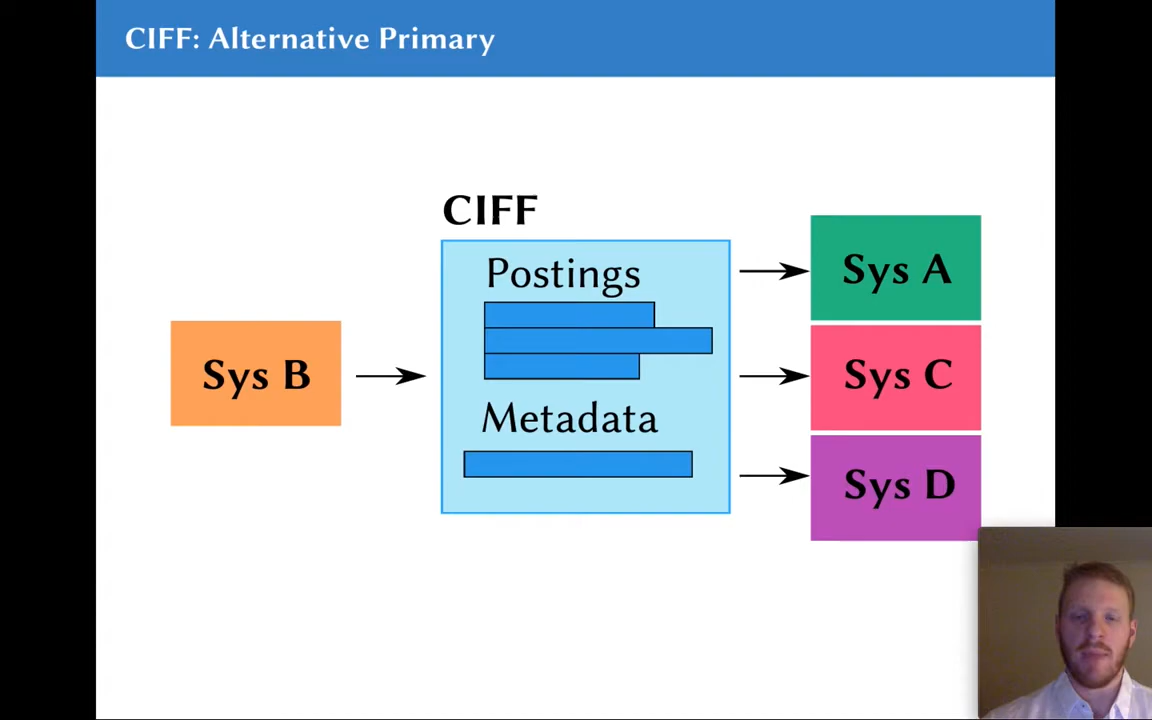 CIFF: Alternative Primary
CIFF
Postings
Metadata
Sys B
Sys A
Sys C
Sys D